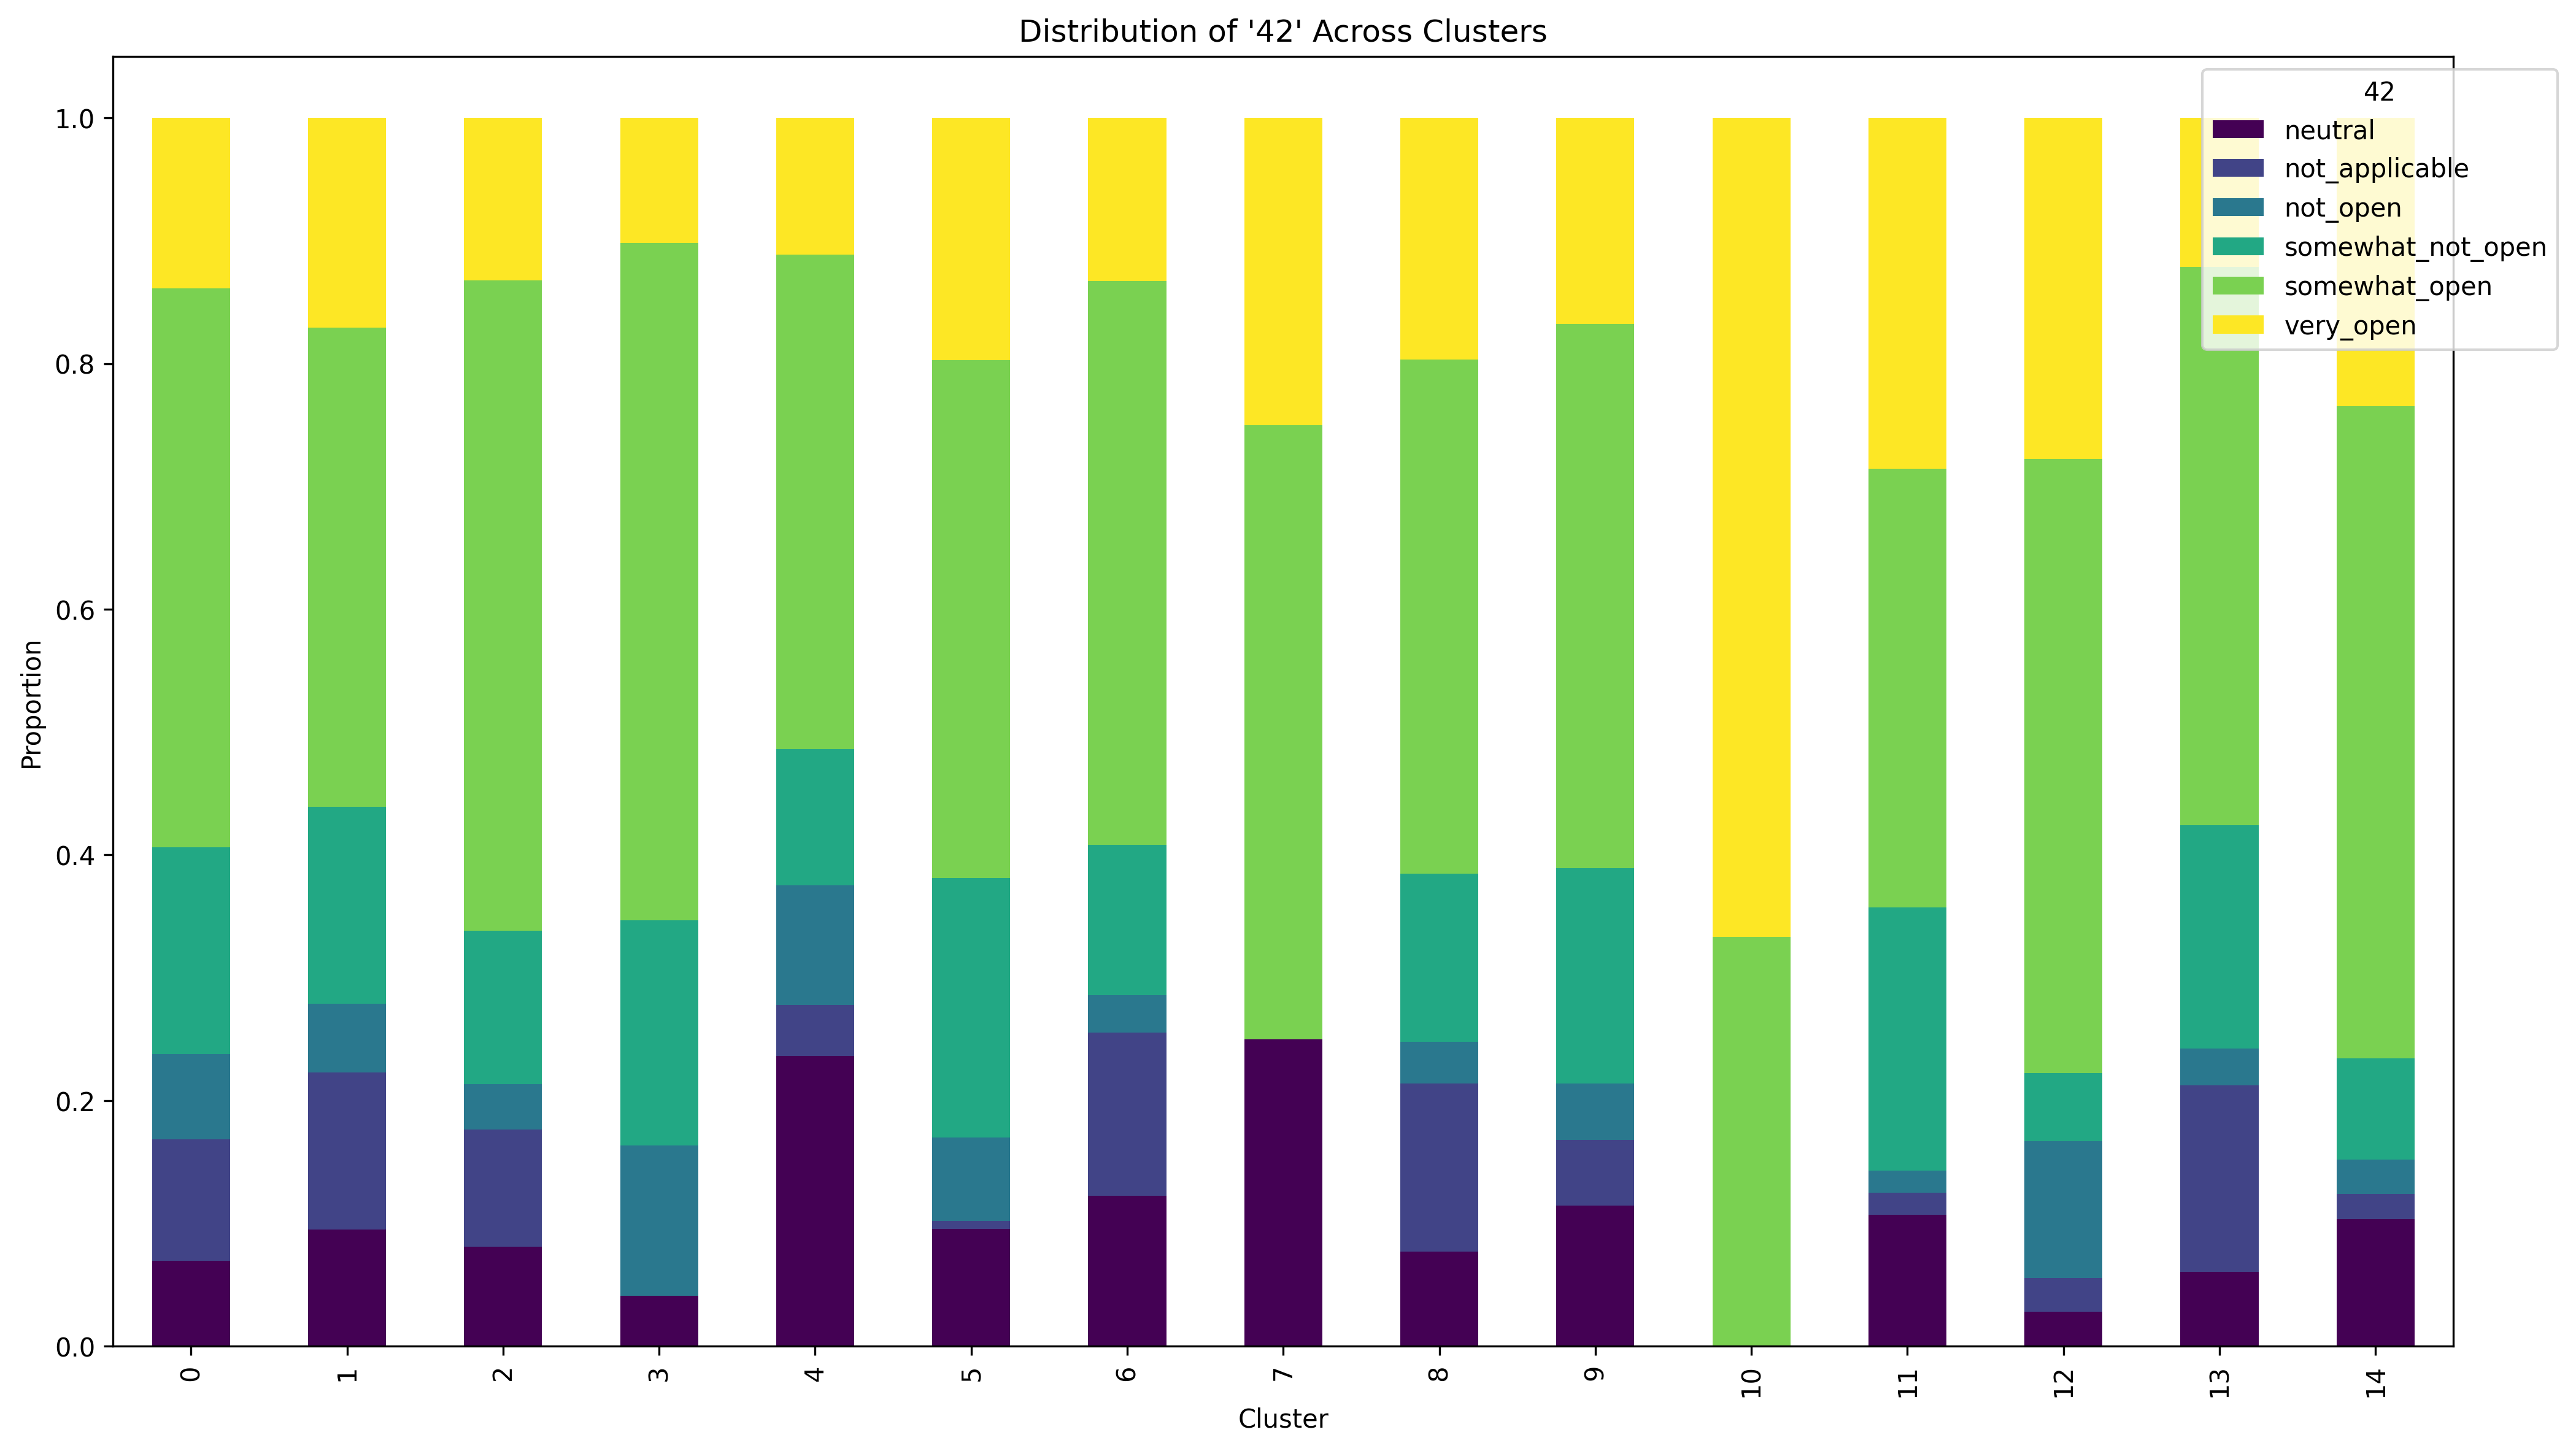 Distribution of '42' Across Clusters
42
neutral
not_applicable
not_open
somewhat_not_open
somewhat_open
very_open
Proportion
1.0
0.8
0.6
0.4
0.2
0.0
0 1 2 3 4 5 6 7 8 9 10 11 12 13 14
Cluster